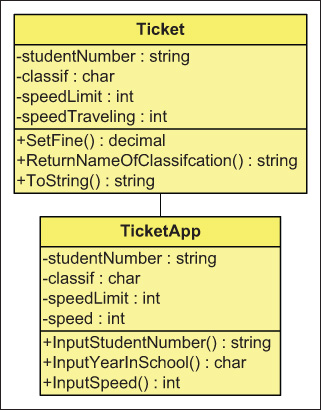 Ticket
-studentNumber : string
-classif : char
-speedLimit : int
-speedTraveling : int
+SetFine() : decimal
+ReturnNameOfClassifcation() : string
+ToString() : string
TicketApp
-studentNumber : string
-classif : char
-speedLimit : int
-speed : int
+InputStudentNumber() : string
+InputYearInSchool() : char
+InputSpeed() : int